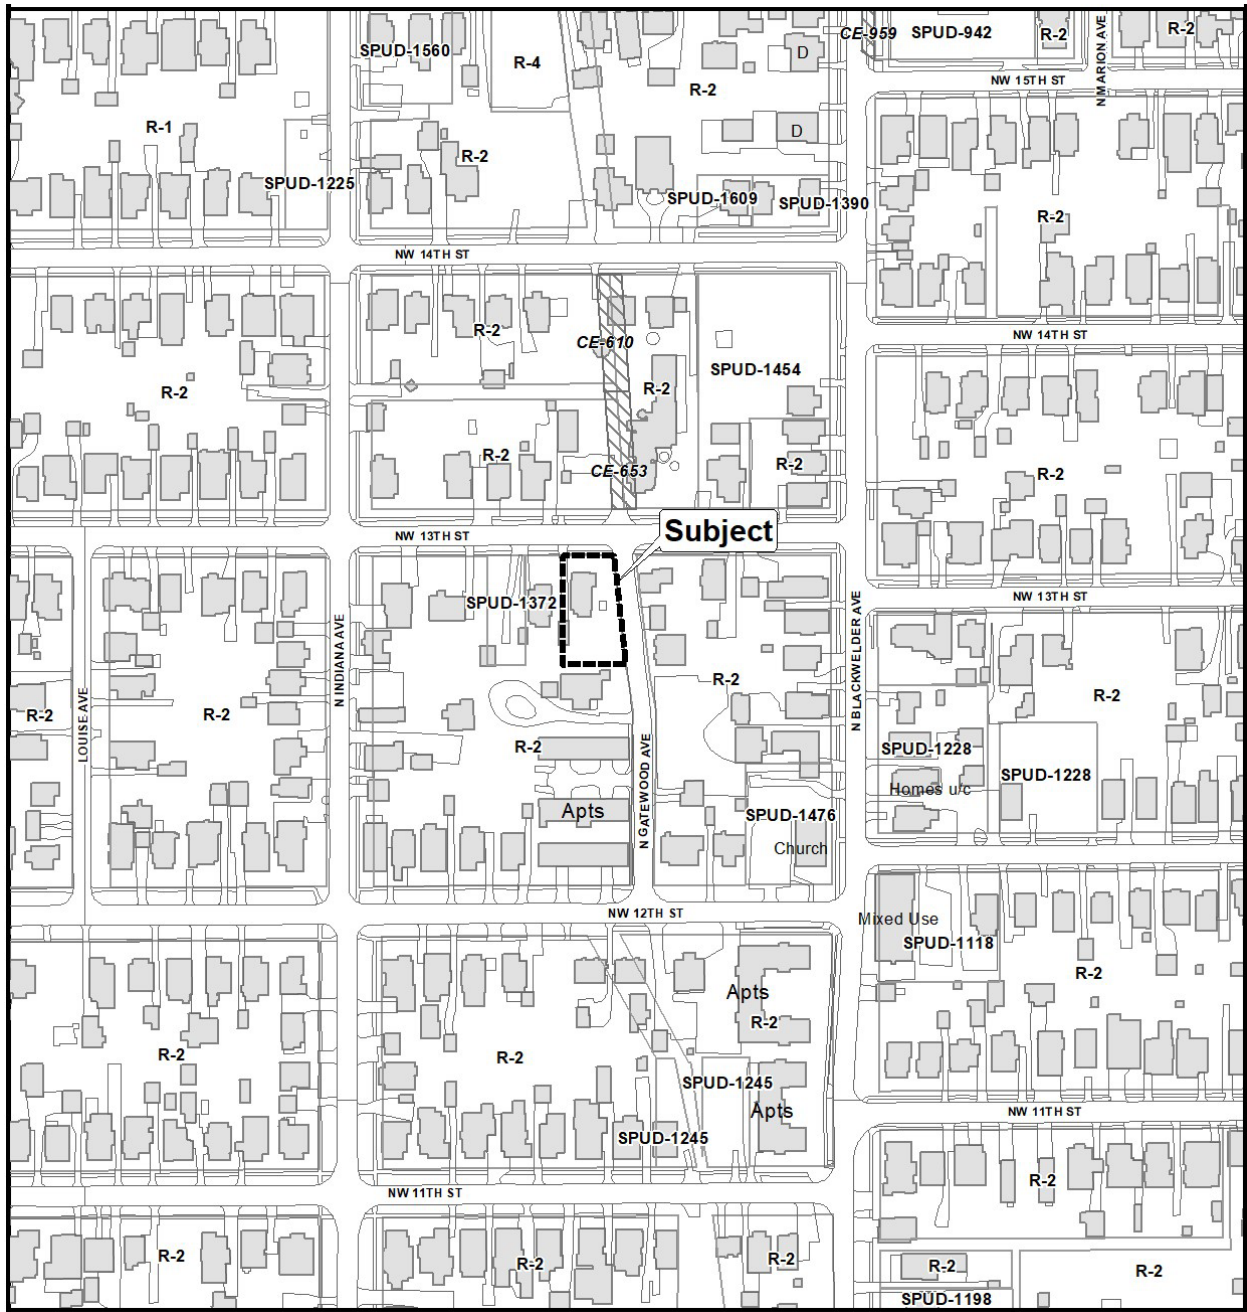 SPUD-1560
R-4
CE-959
SPUD-942
R-2
R-2
D
N MARION AVE
NW 15TH ST
R-2
R-1
D
R-2
SPUD-1225
SPUD-1609
SPUD-1390
R-2
NW 14TH ST
R-2
CE-610
NW 14TH ST
SPUD-1454
R-2
R-2
R-2
CE-653
R-2
R-2
NW 13TH ST
Subject
SPUD-1372
NW 13TH ST
N INDIANA AVE
N BLACKWELDER AVE
R-2
R-2
LOUISE AVE
R-2
R-2
R-2
SPUD-1228
SPUD-1228
Homes u/c
N GATEWOOD AVE
Apts
SPUD-1476
Church
NW 12TH ST
Mixed Use
SPUD-1118
R-2
Apts
R-2
R-2
R-2
SPUD-1245
Apts
NW 11TH ST
SPUD-1245
R-2
NW 11TH ST
R-2
R-2
R-2
R-2
R-2
SPUD-1198